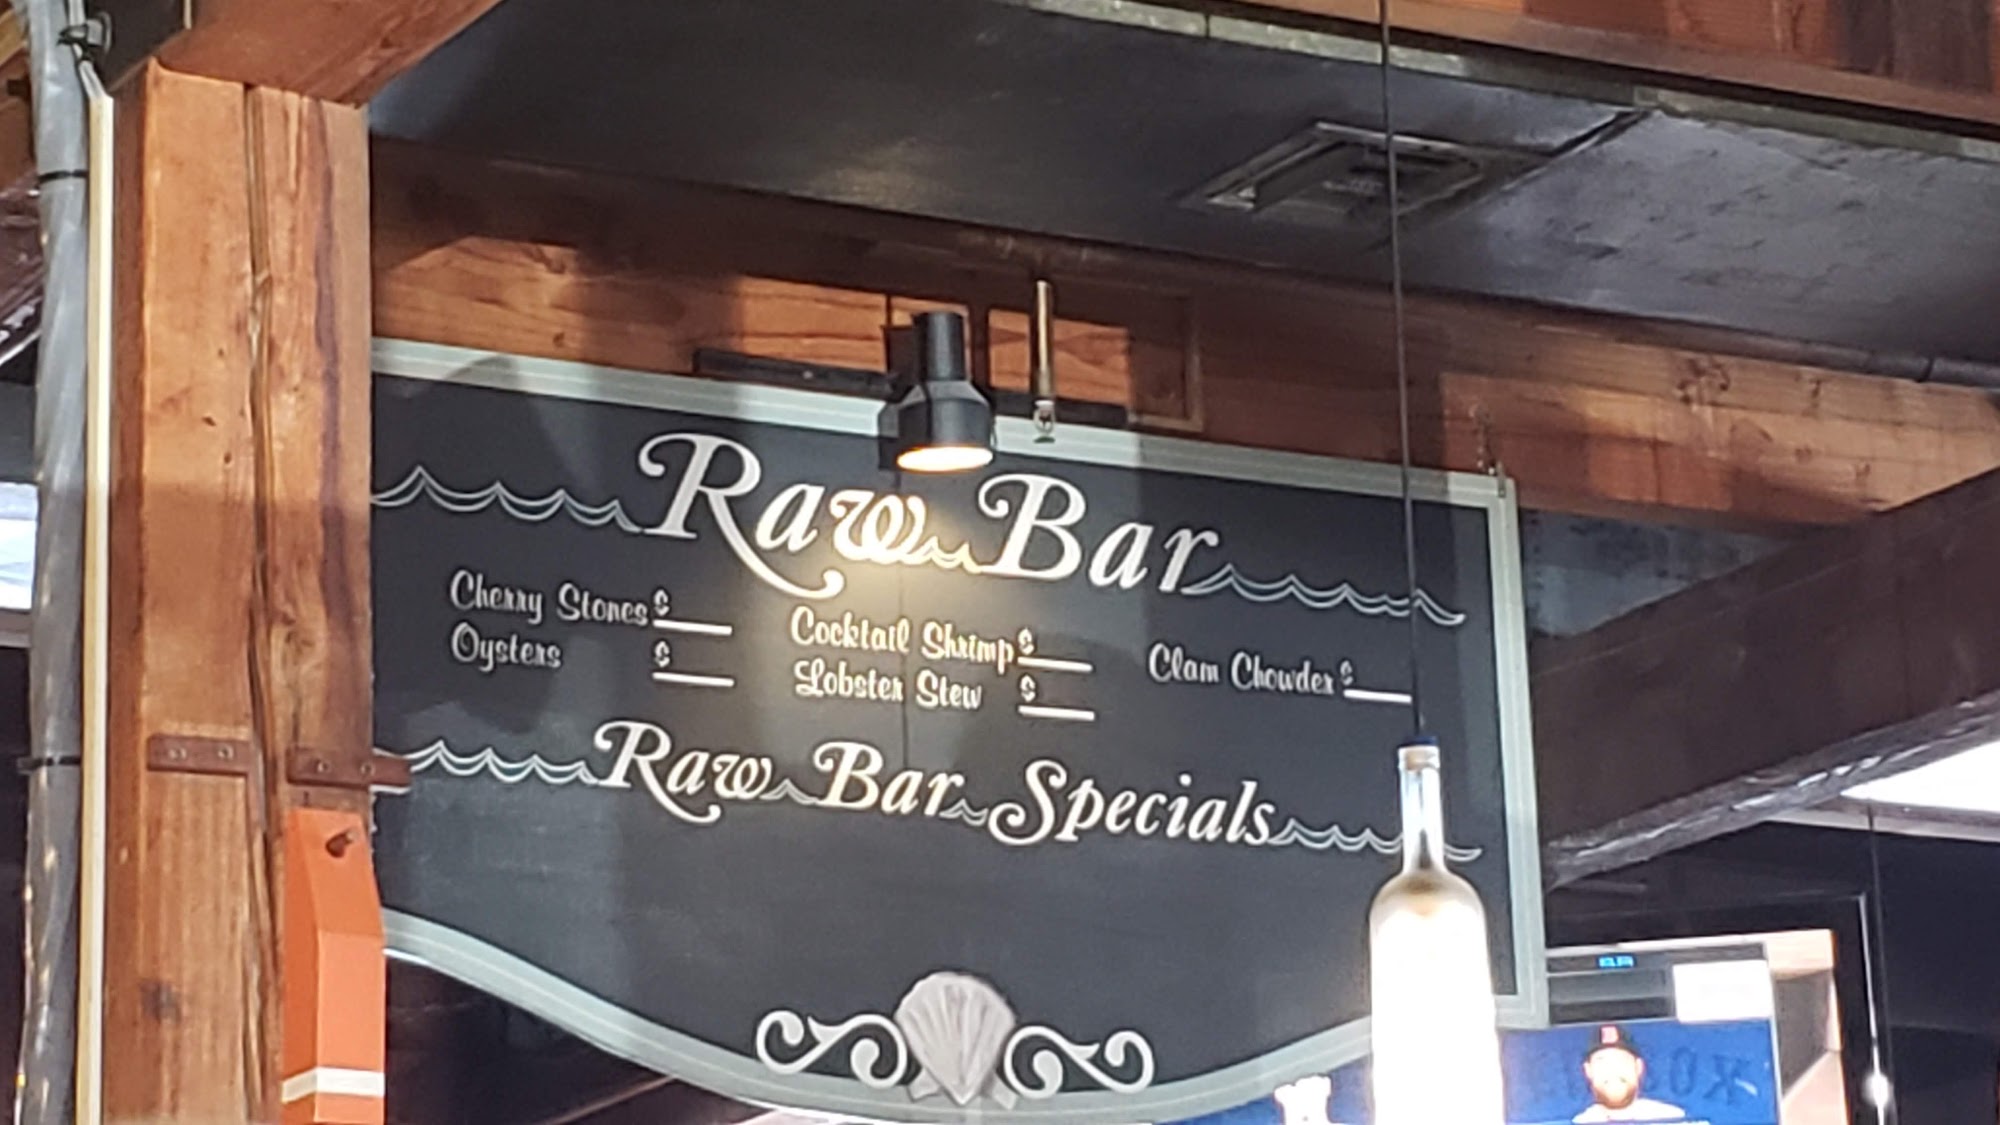 Raw Bar
Cherry Stones $ Cocktail Shrimp $ Clam Chowder $
Oysters $ Lobster Stew $
Raw Bar Specials
B